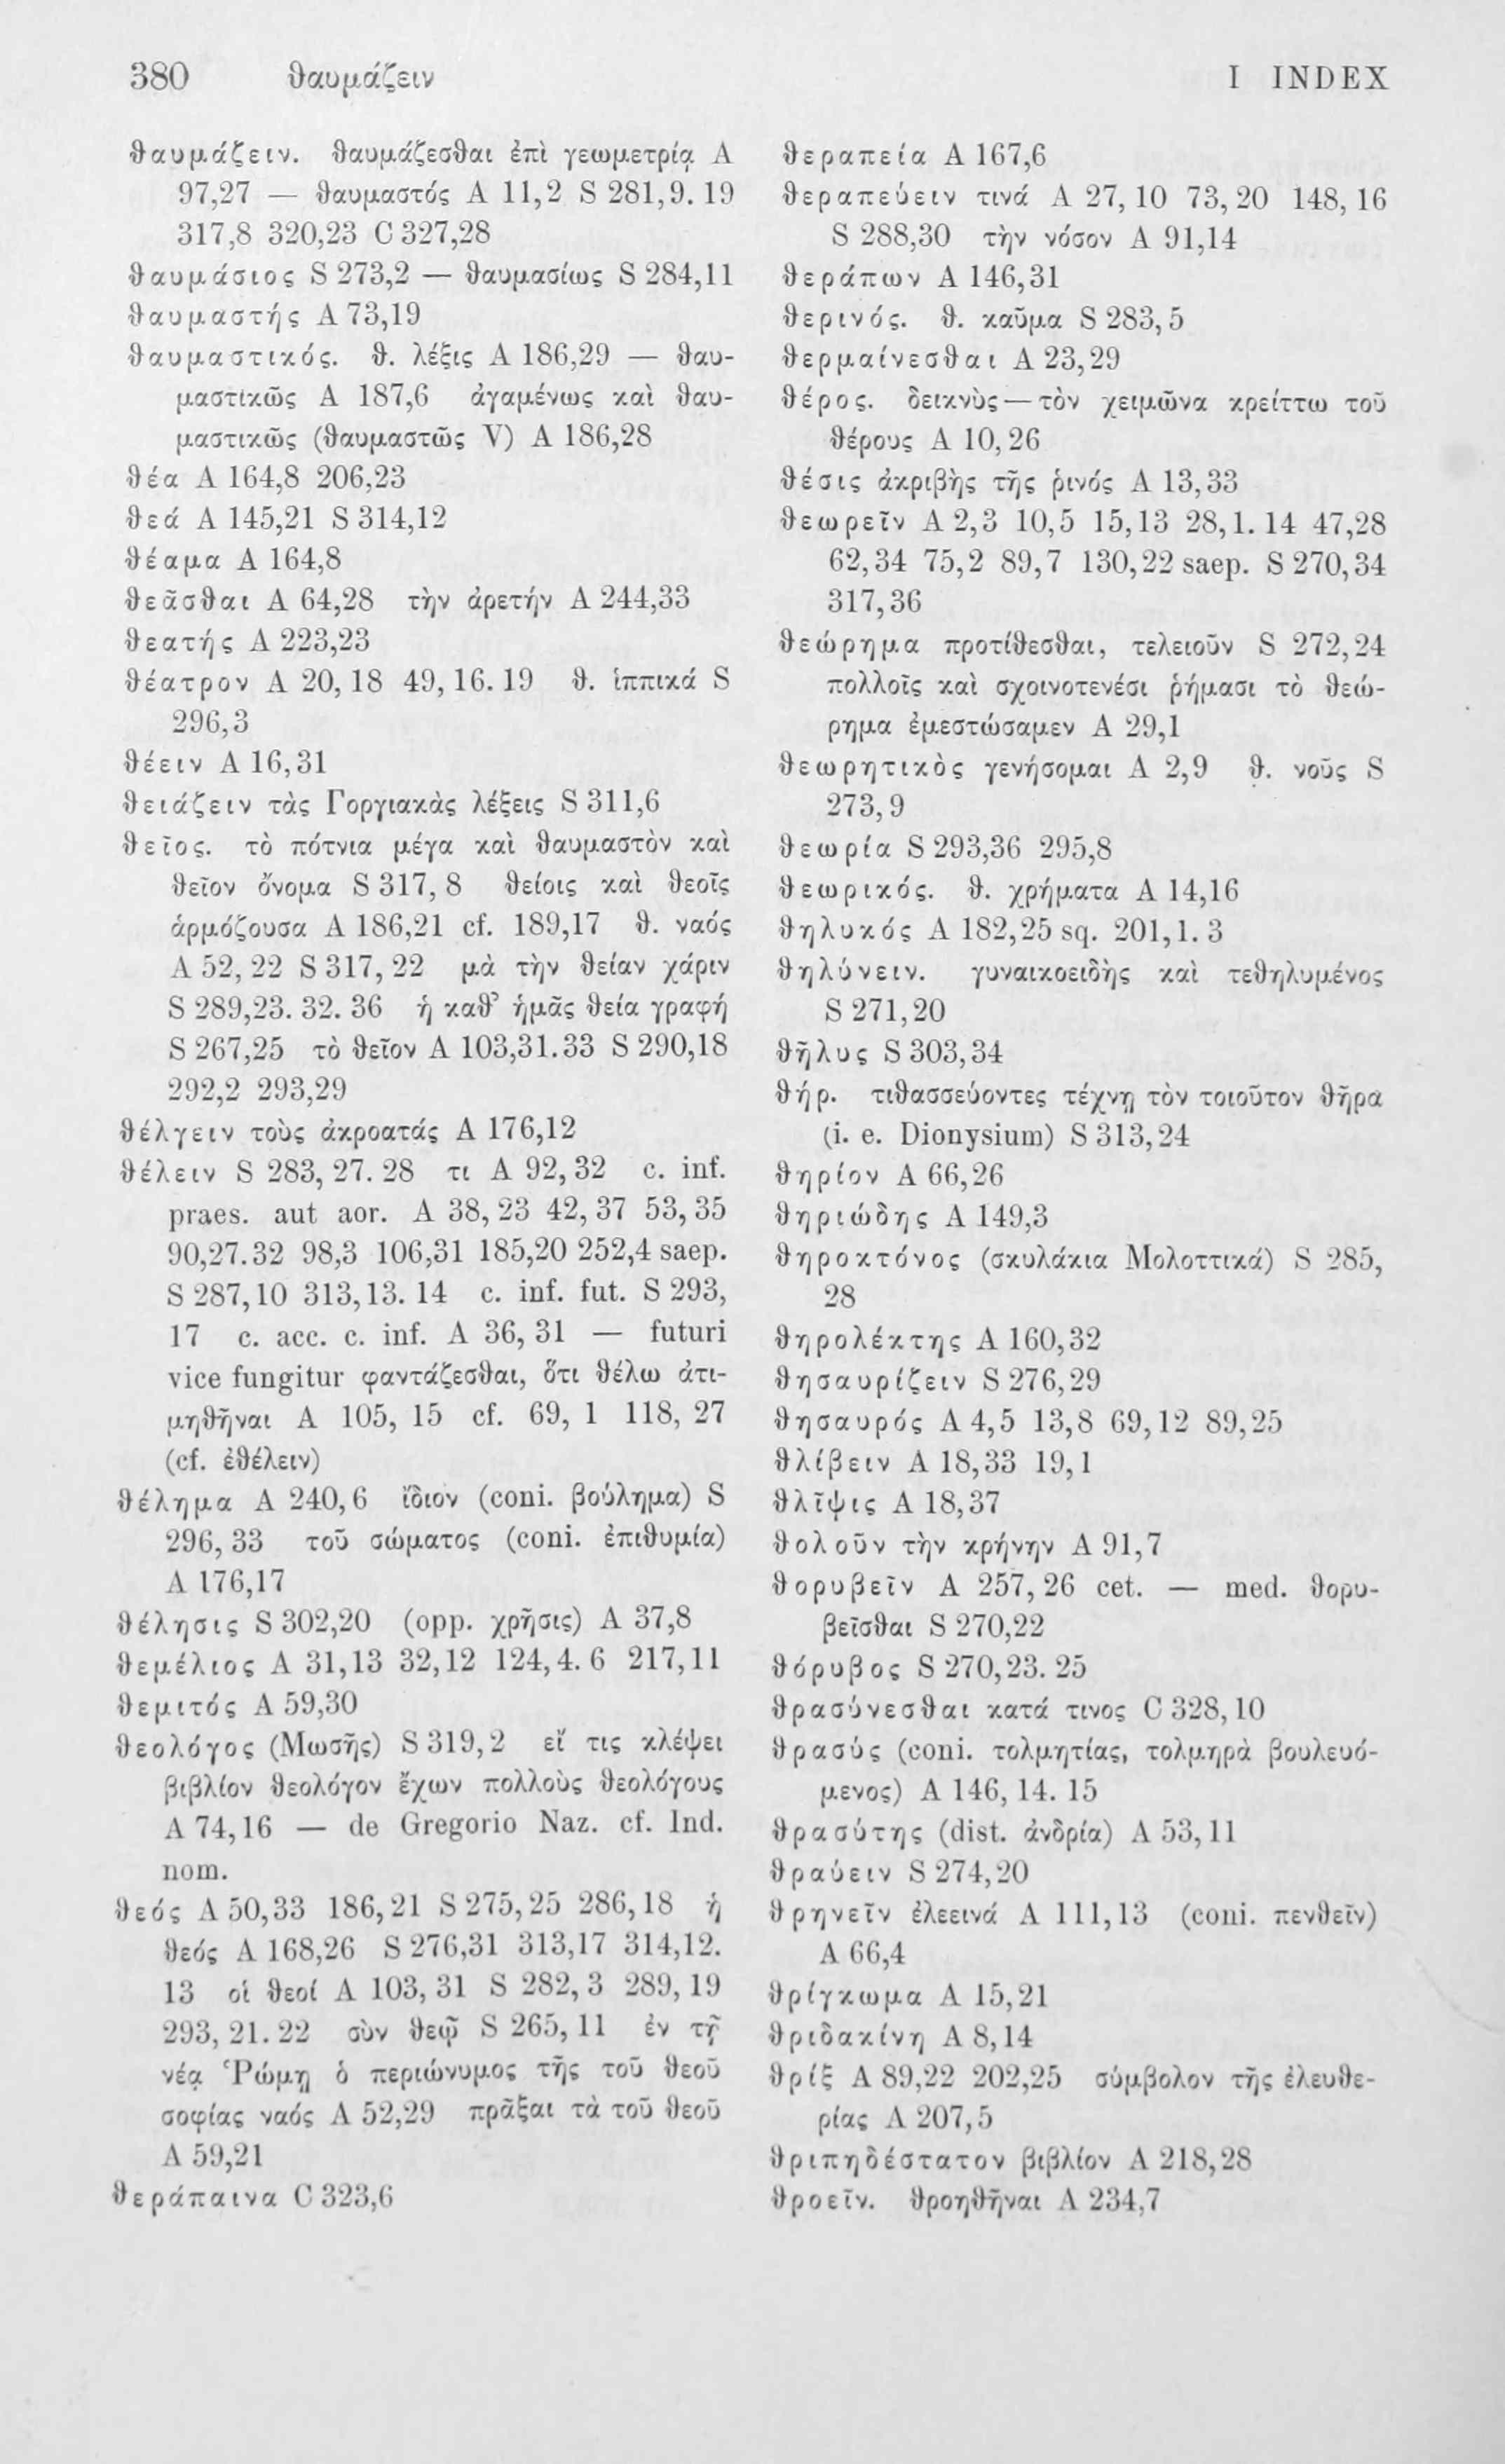 380 θαυμάζειν I INDEX
θαυμάζειν. θαυμάζεσθαι ἐπὶ γεωμετρίᾳ A
97,27 — θαυμαστός A 11,2 S 281,9. 19
317,8 320,23 C 327,28
θαυμάσιος S 273,2 — θαυμασίως S 284,11
θαυμαστής A 73,19
θαυμαστικός. θ. λέξις A 186,29 — θαυ-
μαστικῶς A 187,6 ἀγαμένως καὶ θαυ-
μαστικῶς (θαυμαστῶς V) A 186,28
θέα A 164,8 206,23
θεά A 145,21 S 314,12
θέαμα A 164,8
θεᾶσθαι A 64,28 τὴν ἀρετήν A 244,33
θεατής A 223,23
θέατρον A 20,18 49,16. 19 θ. ἱππικά S
296,3
θέειν A 16,31
θειάζειν τὰς Γοργιακὰς λέξεις S 311,6
θεῖος. τὸ πότνια μέγα καὶ θαυμαστὸν καὶ
θεῖον ὄνομα S 317, 8 θείοις καὶ θεοῖς
ἁρμόζουσα A 186,21 cf. 189,17 θ. ναός
A 52, 22 S 317, 22 μὰ τὴν θείαν χάριν
S 289,23. 32. 36 ἡ καθ’ ἡμᾶς θεία γραφή
S 267,25 τὸ θεῖον A 103,31.33 S 290,18
292,2 293,29
θέλγειν τοὺς ἀκροατάς A 176,12
θέλειν S 283, 27. 28 τι A 92, 32 c. inf.
praes. aut aor. A 38, 23 42, 37 53, 35
90,27.32 98,3 106,31 185,20 252,4 saep.
S 287,10 313,13. 14 c. inf. fut. S 293,
17 c. acc. c. inf. A 36, 31 — futuri
vice fungitur φαντάζεσθαι, ὅτι θέλω ἀτι-
μηθῆναι A 105, 15 cf. 69, 1 118, 27
(cf. ἐθέλειν)
θέλημα A 240, 6 ἴδιον (coni. βούλημα) S
296, 33 τοῦ σώματος (coni. ἐπιθυμία)
A 176,17
θέλησις S 302,20 (opp. χρῆσις) A 37,8
θεμέλιος A 31,13 32,12 124,4. 6 217,11
θεμιτός A 59,30
θεολόγος (Μωσῆς) S 319, 2 εἴ τις κλέψει
βιβλίον θεολόγον ἔχων πολλοὺς θεολόγους
A 74,16 — de Gregorio Naz. cf. Ind.
nom.
θεός A 50,33 186,21 S 275,25 286,18 ἡ
θεός A 168,26 S 276,31 313,17 314,12.
13 οἱ θεοί A 103, 31 S 282, 3 289, 19
293, 21. 22 σὺν θεῷ S 265, 11 ἐν τῇ
νέᾳ Ῥώμῃ ὁ περιώνυμος τῆς τοῦ θεοῦ
σοφίας ναός A 52,29 πρᾶξαι τὰ τοῦ θεοῦ
A 59,21
θεράπαινα C 323,6
θεραπεία A 167,6
θεραπεύειν τινά A 27, 10 73, 20 148, 16
S 288,30 τὴν νόσον A 91,14
θεράπων A 146,31
θερινός. θ. καῦμα S 283, 5
θερμαίνεσθαι A 23,29
θέρος. δεικνὺς — τὸν χειμῶνα κρείττω τοῦ
θέρους A 10, 26
θέσις ἀκριβὴς τῆς ῥινός A 13,33
θεωρεῖν A 2,3 10,5 15,13 28,1. 14 47,28
62,34 75,2 89,7 130,22 saep. S 270,34
317,36
θεώρημα προτίθεσθαι, τελειοῦν S 272,24
πολλοῖς καὶ σχοινοτενέσι ῥήμασι τὸ θεώ-
ρημα ἐμεστώσαμεν A 29,1
θεωρητικὸς γενήσομαι A 2,9 θ. νοῦς S
273, 9
θεωρία S 293,36 295,8
θεωρικός. θ. χρήματα A 14,16
θηλυκός A 182,25 sq. 201,1. 3
θηλύνειν. γυναικοειδὴς καὶ τεθηλυμένος
S 271,20
θῆλυς S 303,34
θήρ. τιθασσεύοντες τέχνῃ τὸν τοιοῦτον θῆρα
(i. e. Dionysium) S 313,24
θηρίον A 66,26
θηριώδης A 149,3
θηροκτόνος (σκυλάκια Μολοττικά) S 285,
28
θηρολέκτης A 160,32
θησαυρίζειν S 276,29
θησαυρός A 4,5 13,8 69,12 89,25
θλίβειν A 18,33 19,1
θλῖψις A 18,37
θολοῦν τὴν κρήνην A 91,7
θορυβεῖν A 257, 26 cet. — med. θορυ-
βεῖσθαι S 270,22
θόρυβος S 270,23. 25
θρασύνεσθαι κατά τινος C 328, 10
θρασύς (coni. τολμητίας, τολμηρὰ βουλευό-
μενος) A 146, 14. 15
θρασύτης (dist. ἀνδρία) A 53, 11
θραύειν S 274,20
θρηνεῖν ἐλεεινά A 111,13 (coni. πενθεῖν)
A 66,4
θρίγκωμα A 15,21
θριδακίνη A 8,14
θρίξ A 89,22 202,25 σύμβολον τῆς ἐλευθε-
ρίας A 207,5
θριπηδέστατον βιβλίον A 218,28
θροεῖν. θροηθῆναι A 234,7